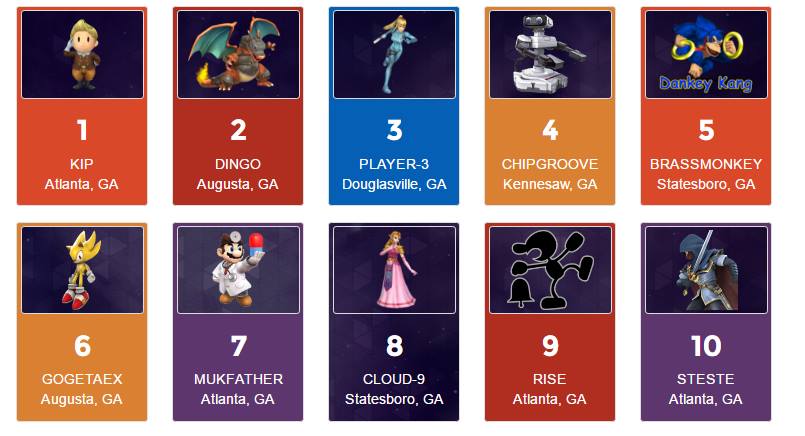 Dankey Kang
1
KIP
Atlanta, GA
2
DINGO
Augusta, GA
3
PLAYER-3
Douglasville, GA
4
CHIPGROOVE
Kennesaw, GA
5
BRASSMONKEY
Statesboro, GA
6
GOGETAEX
Augusta, GA
7
MUKFATHER
Atlanta, GA
8
CLOUD-9
Statesboro, GA
9
RISE
Atlanta, GA
10
STESTE
Atlanta, GA